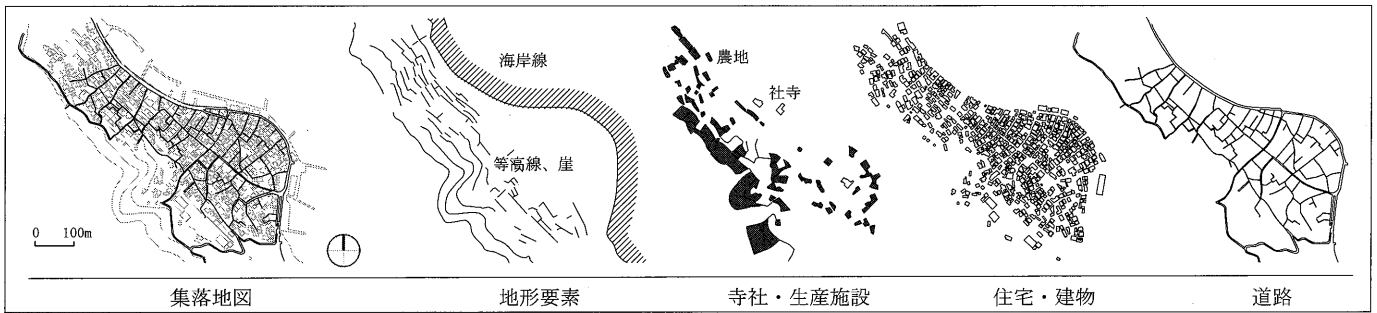 海岸線
農地
社寺
等高線、崖
0 100m
集落地図
地形要素
寺社・生産施設
住宅・建物
道路